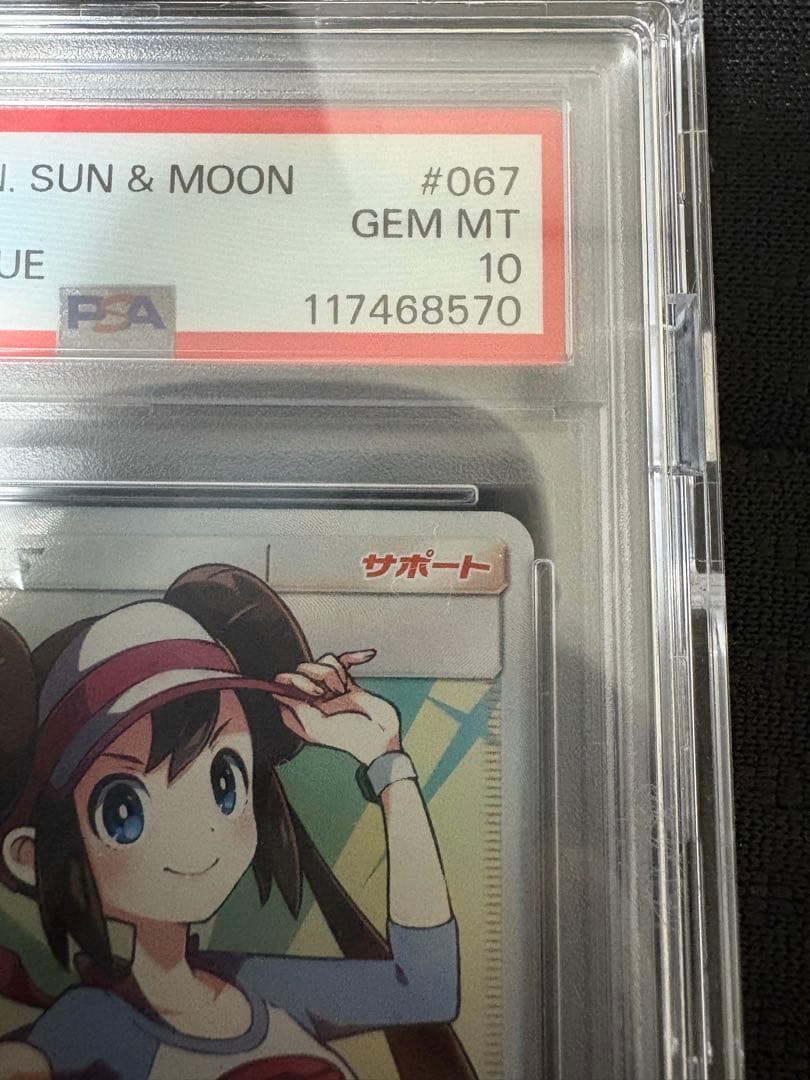 N. SUN & MOON #067
GEM MT
UE 10
PSA 117468570
サポート